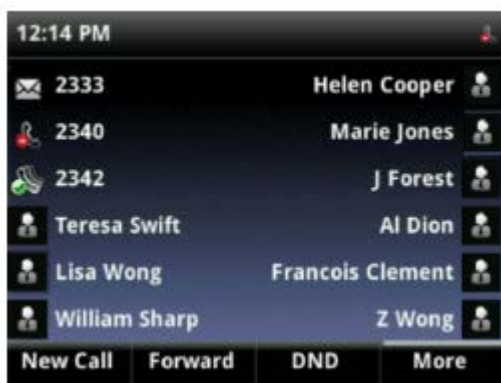 12:14 PM
2333 Helen Cooper
2340 Marie Jones
2342 J Forest
Teresa Swift Al Dion
Lisa Wong Francois Clement
William Sharp Z Wong
New Call Forward DND More